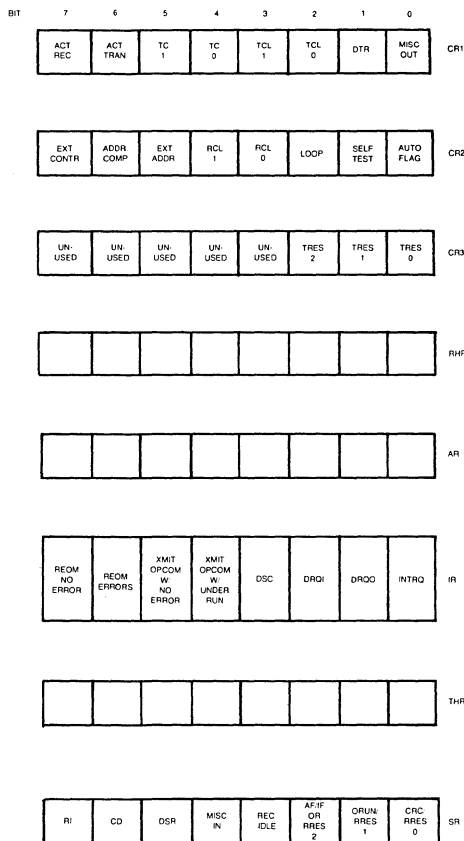 BIT 7 6 5 4 3 2 1 0
ACT REC ACT TRAN TC 1 TC 0 TCL 1 TCL 0 DTR MISC OUT CR1
EXT CONTR ADDR COMP EXT ADDR RCL 1 RCL 0 LOOP SELF TEST AUTO FLAG CR2
UN- USED UN- USED UN- USED UN- USED UN- USED TRES 2 TRES 1 TRES 0 CR3
RHR
AR
REOM NO ERROR REOM ERRORS XMIT OPCOM W/ NO ERROR XMIT OPCOM W/ UNDER RUN DSC DRQI DRQO INTRQ IR
THR
RI CD DSR MISC IN REC IDLE AF/IF OR RRES 2 ORUN/ RRES 1 CRC/ RRES 0 SR